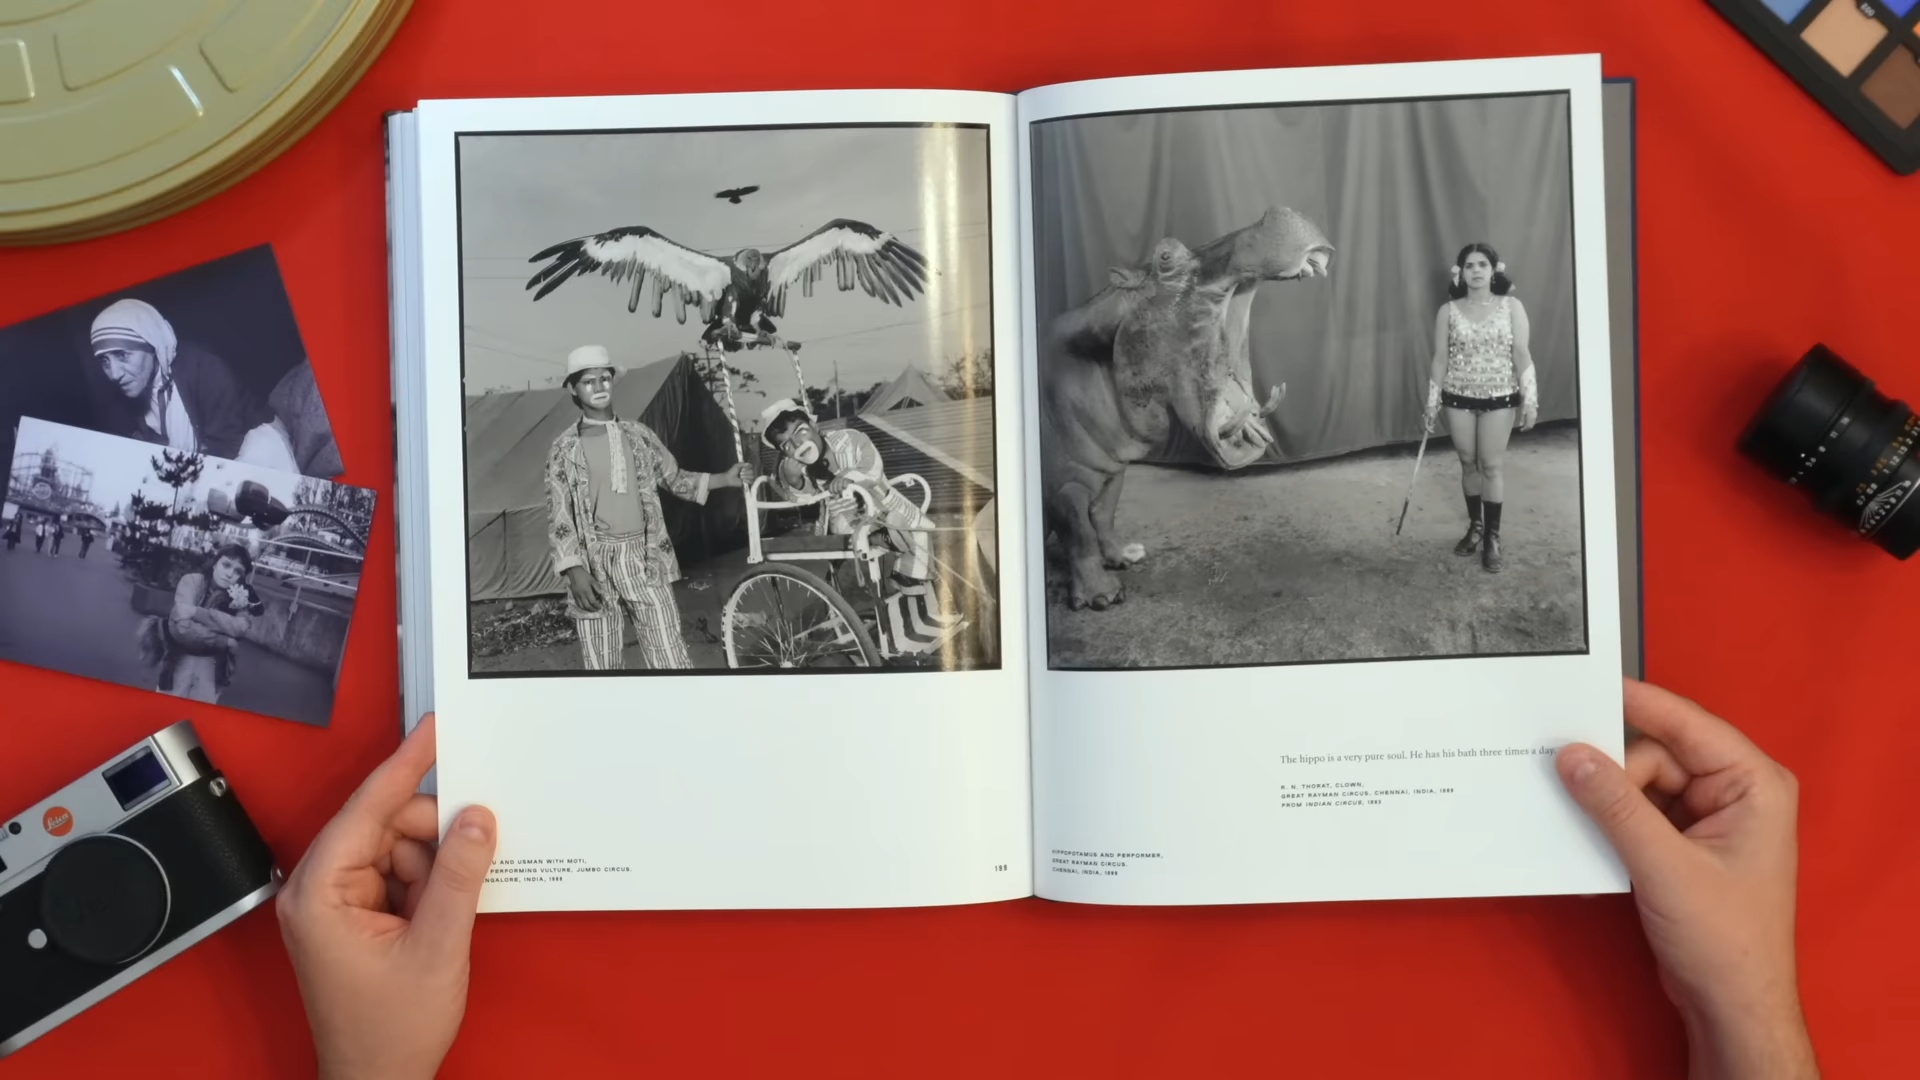 Leica
The hippo is a very pure soul. He has his bath three times a day.
R. N. THORAT, CLOWN,
GREAT RAYMAN CIRCUS, CHENNAI, INDIA, 1989
FROM INDIAN CIRCUS, 1993
U AND USMAN WITH MOTI,
PERFORMING VULTURE, JUMBO CIRCUS.
NGALORE, INDIA, 1989
HIPPOPOTAMUS AND PERFORMER,
GREAT RAYMAN CIRCUS.
CHENNAI, INDIA, 1989